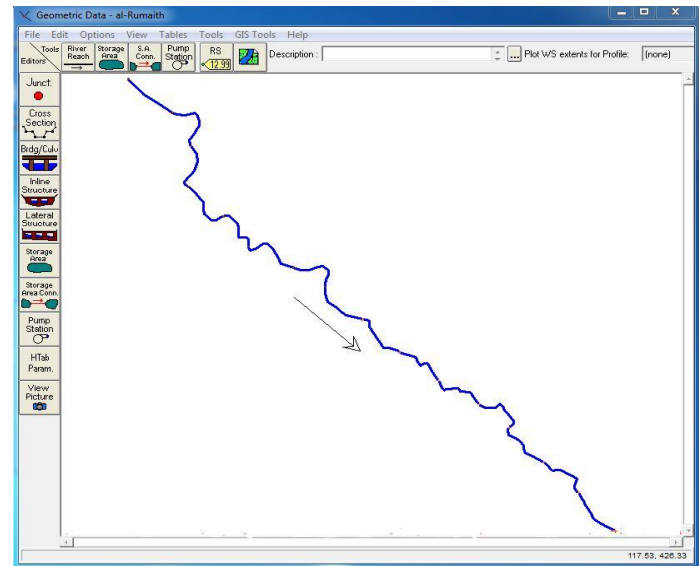 Geometric Data - al-Rumaith
File Edit Options View Tables Tools GIS Tools Help
Tools
Editors
River Reach
Storage Area
S.A. Conn.
Pump Station
RS
12.99
Description :
...
Plot WS extents for Profile:
(none)
Junct.
Cross
Section
Brdg/Culv
Inline
Structure
Lateral
Structure
Storage
Area
Storage
Area Conn.
Pump
Station
HTab
Param.
View
Picture
117.53, 426.33